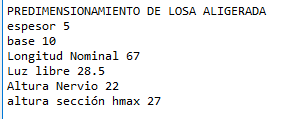 PREDIMENSIONAMIENTO DE LOSA ALIGERADA
espesor 5
base 10
Longitud Nominal 67
Luz libre 28.5
Altura Nervio 22
altura sección hmax 27